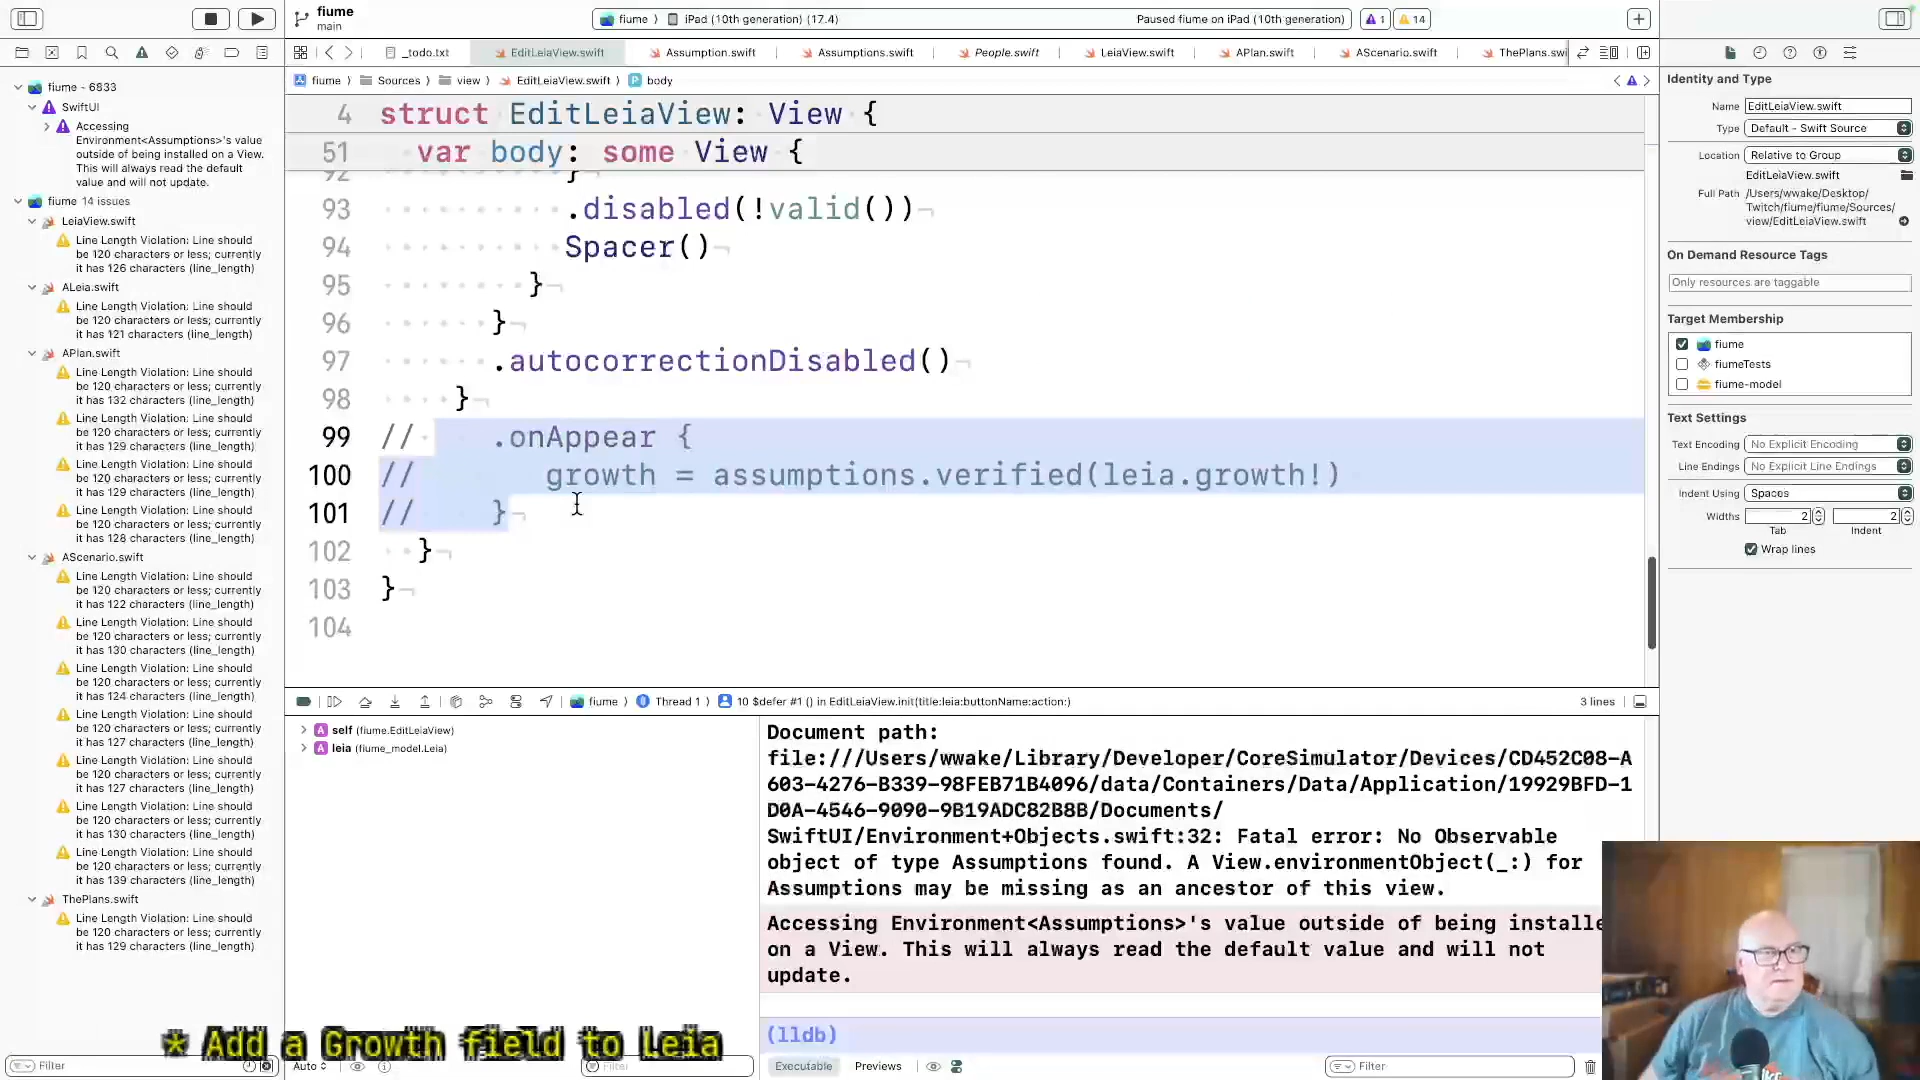 fiume
main
fiume 〉 iPad (10th generation) (17.4)
Paused fiume on iPad (10th generation)
1
14
_todo.txt
EditLeiaView.swift
Assumption.swift
Assumptions.swift
People.swift
LeiaView.swift
APlan.swift
AScenario.swift
ThePlans.swi
fiume 〉 Sources 〉 view 〉 EditLeiaView.swift 〉 body
fiume - 6833
SwiftUI
Accessing
Environment<Assumptions>'s value
outside of being installed on a View.
This will always read the default
value and will not update.
fiume 14 issues
LeiaView.swift
Line Length Violation: Line should
be 120 characters or less; currently
it has 126 characters (line_length)
ALeia.swift
Line Length Violation: Line should
be 120 characters or less; currently
it has 121 characters (line_length)
APlan.swift
Line Length Violation: Line should
be 120 characters or less; currently
it has 132 characters (line_length)
Line Length Violation: Line should
be 120 characters or less; currently
it has 129 characters (line_length)
Line Length Violation: Line should
be 120 characters or less; currently
it has 129 characters (line_length)
Line Length Violation: Line should
be 120 characters or less; currently
it has 128 characters (line_length)
AScenario.swift
Line Length Violation: Line should
be 120 characters or less; currently
it has 122 characters (line_length)
Line Length Violation: Line should
be 120 characters or less; currently
it has 130 characters (line_length)
Line Length Violation: Line should
be 120 characters or less; currently
it has 124 characters (line_length)
Line Length Violation: Line should
be 120 characters or less; currently
it has 127 characters (line_length)
Line Length Violation: Line should
be 120 characters or less; currently
it has 127 characters (line_length)
Line Length Violation: Line should
be 120 characters or less; currently
it has 130 characters (line_length)
Line Length Violation: Line should
be 120 characters or less; currently
it has 139 characters (line_length)
ThePlans.swift
Line Length Violation: Line should
be 120 characters or less; currently
it has 129 characters (line_length)
Filter
4 struct EditLeiaView: View {
51 var body: some View {
92 }
93 .disabled(!valid())
94 Spacer()
95 }
96 }
97 .autocorrectionDisabled()
98 }
99 // .onAppear {
100 // growth = assumptions.verified(leia.growth!)
101 // }
102 }
103 }
104
fiume 〉 Thread 1 〉 10 $defer #1 () in EditLeiaView.init(title:leia:buttonName:action:)
3 lines
A self (fiume.EditLeiaView)
A leia (fiume_model.Leia)
Auto
Filter
Document path:
file:///Users/wwake/Library/Developer/CoreSimulator/Devices/CD452C08-A
603-4276-B339-98FEB71B4096/data/Containers/Data/Application/19929BFD-1
D0A-4546-9090-9B19ADC82B8B/Documents/
SwiftUI/Environment+Objects.swift:32: Fatal error: No Observable
object of type Assumptions found. A View.environmentObject(_:) for
Assumptions may be missing as an ancestor of this view.
Accessing Environment<Assumptions>'s value outside of being installe
on a View. This will always read the default value and will not
update.
(lldb)
Executable
Previews
Filter
* Add a Growth field to Leia
Identity and Type
Name EditLeiaView.swift
Type Default - Swift Source
Location Relative to Group
EditLeiaView.swift
Full Path /Users/wwake/Desktop/
Twitch/fiume/fiume/Sources/
view/EditLeiaView.swift
On Demand Resource Tags
Only resources are taggable
Target Membership
fiume
fiumeTests
fiume-model
Text Settings
Text Encoding No Explicit Encoding
Line Endings No Explicit Line Endings
Indent Using Spaces
Widths 2 2
Tab Indent
Wrap lines